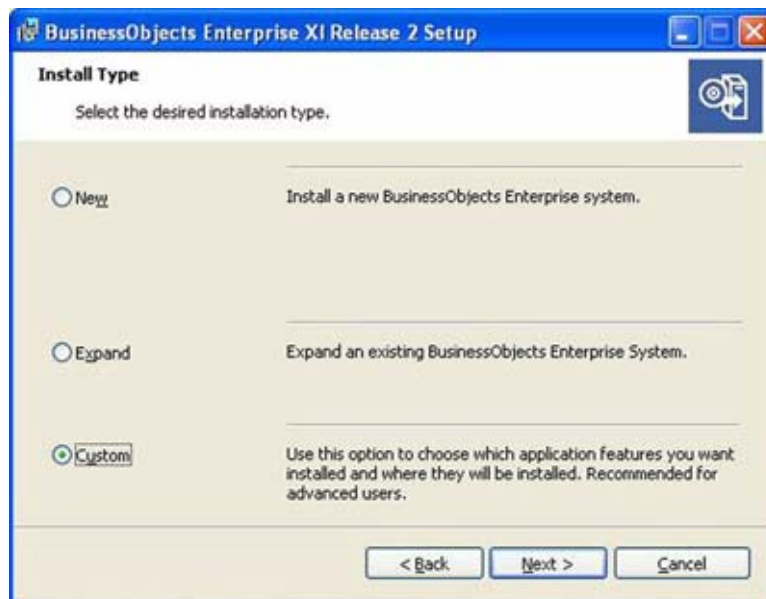 BusinessObjects Enterprise XI Release 2 Setup
Install Type
Select the desired installation type.
New
Install a new BusinessObjects Enterprise system.
Expand
Expand an existing BusinessObjects Enterprise System.
Custom
Use this option to choose which application features you want
installed and where they will be installed. Recommended for
advanced users.
< Back
Next >
Cancel